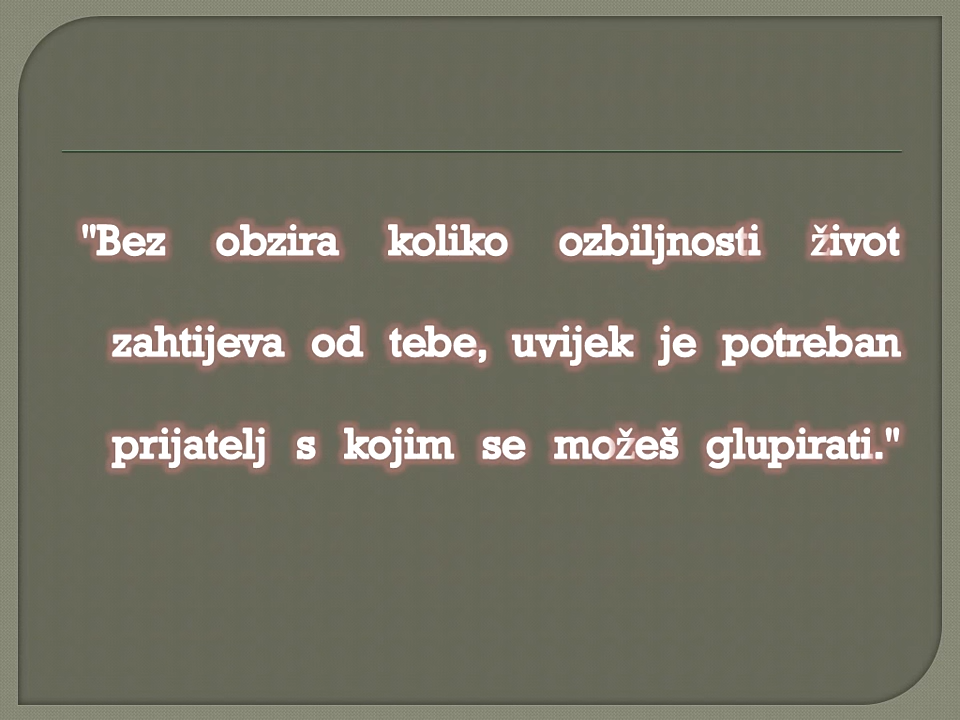 "Bez obzira koliko ozbiljnosti život
zahtijeva od tebe, uvijek je potreban
prijatelj s kojim se možeš glupirati."